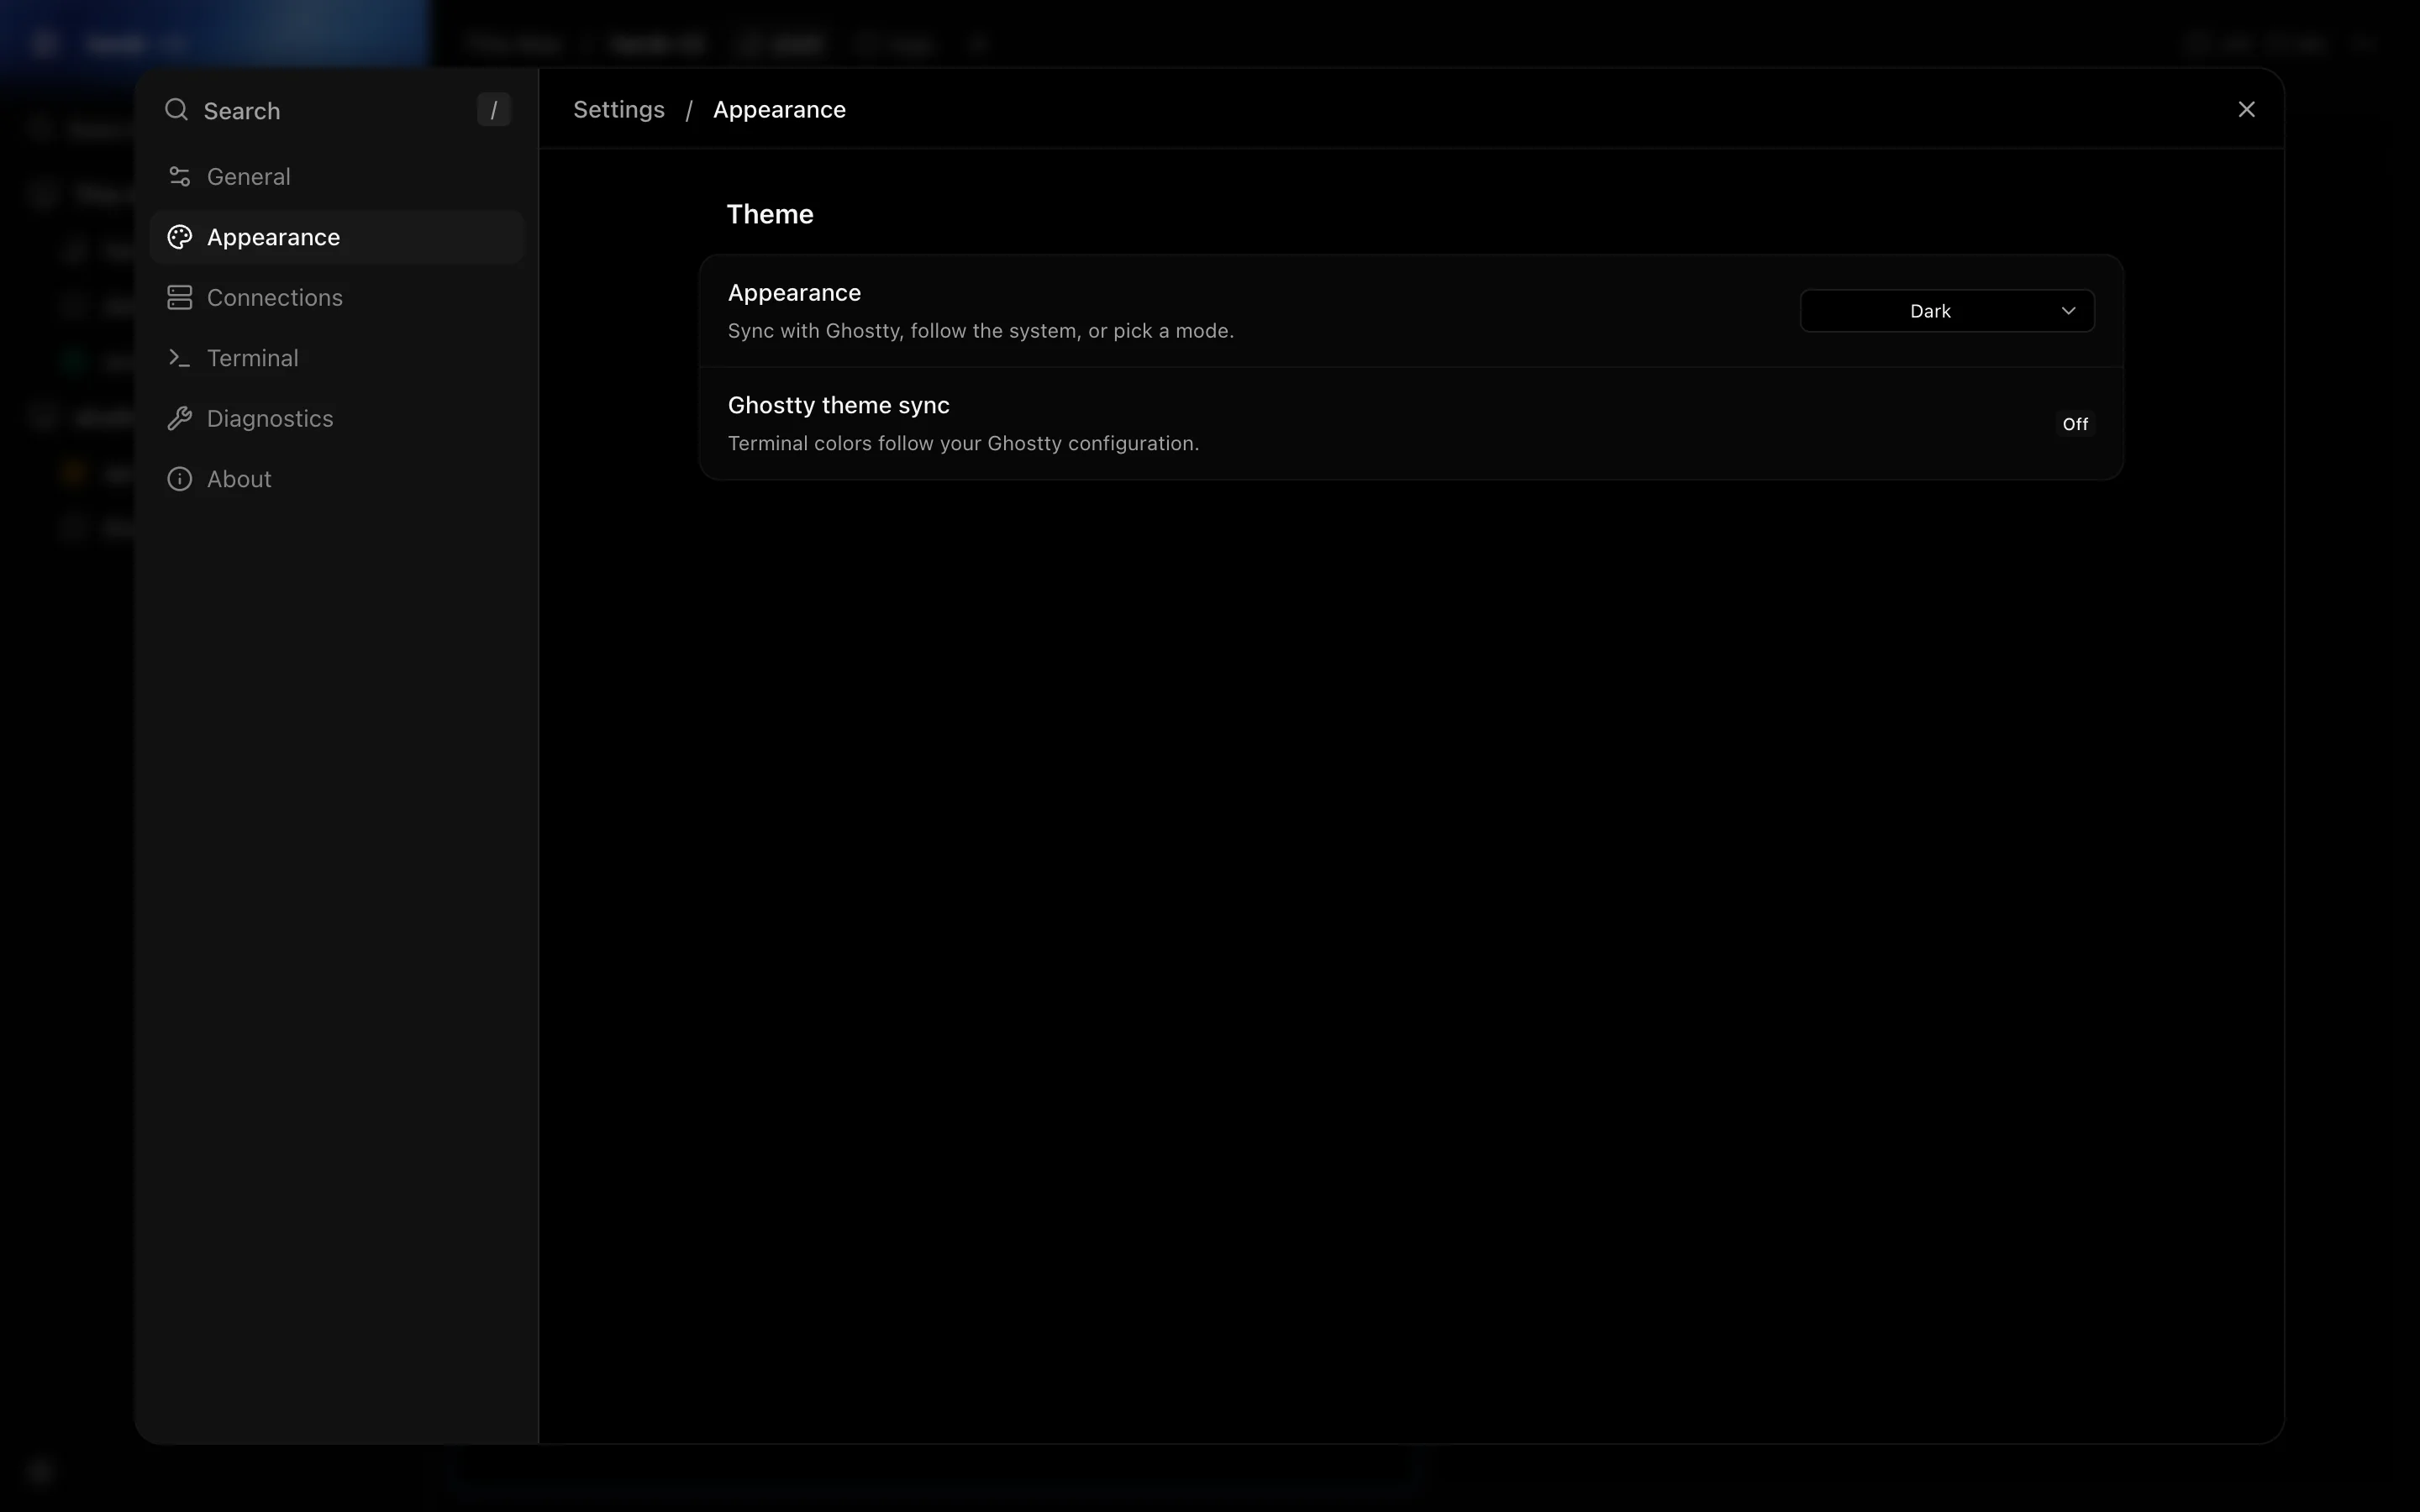 Search
/
General
Appearance
Connections
Terminal
Diagnostics
About
Settings / Appearance
Theme
Appearance
Sync with Ghostty, follow the system, or pick a mode.
Dark
Ghostty theme sync
Terminal colors follow your Ghostty configuration.
Off